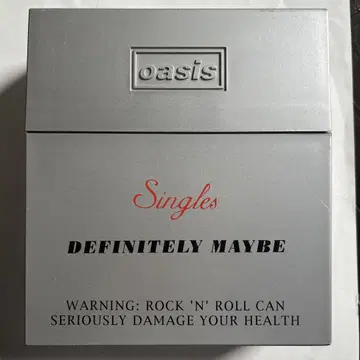 oasis
Singles
DEFINITELY MAYBE
WARNING: ROCK 'N' ROLL CAN
SERIOUSLY DAMAGE YOUR HEALTH